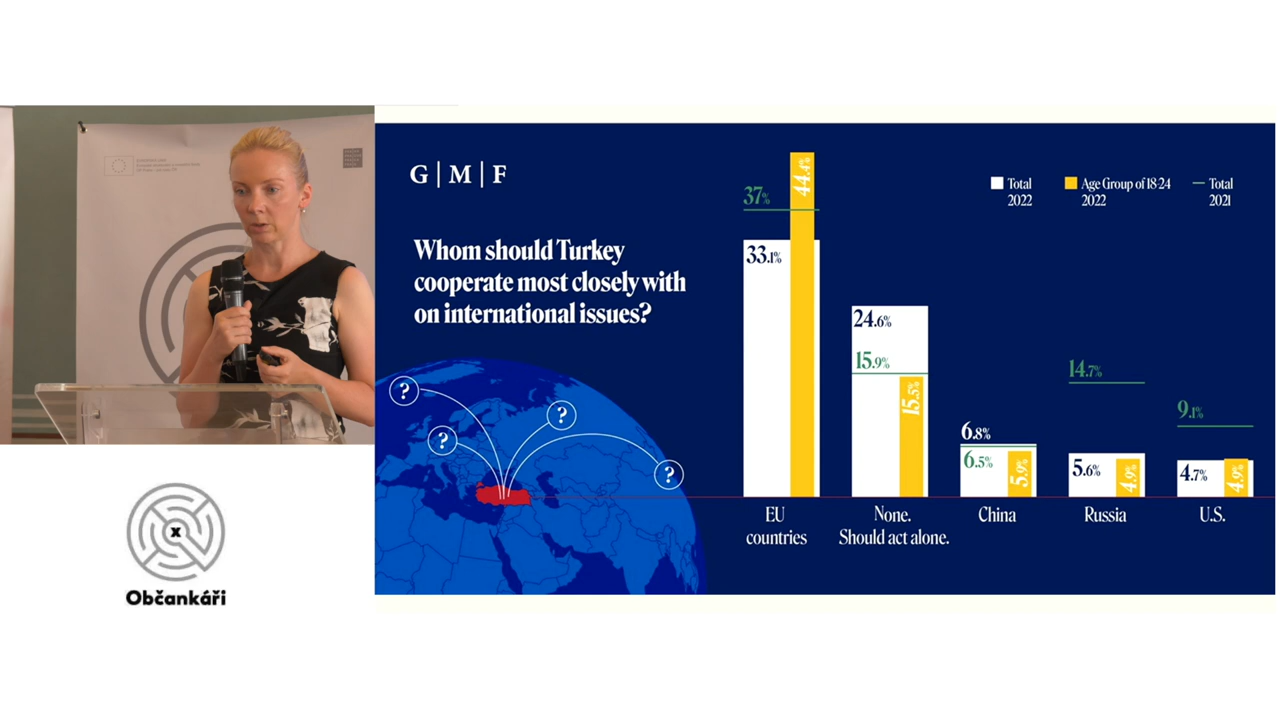 G|M|F
Whom should Turkey
cooperate most closely with
on international issues?
?
?
?
?
Total
2022
Age Group of 18-24
2022
Total
2021
37%
44.4%
33.1%
24.6%
15.9%
15.5%
6.8%
6.5%
5.9%
14.7%
5.6%
4.9%
9.1%
4.7%
4.9%
EU
countries
None.
Should act alone.
China
Russia
U.S.
x
Občankáři